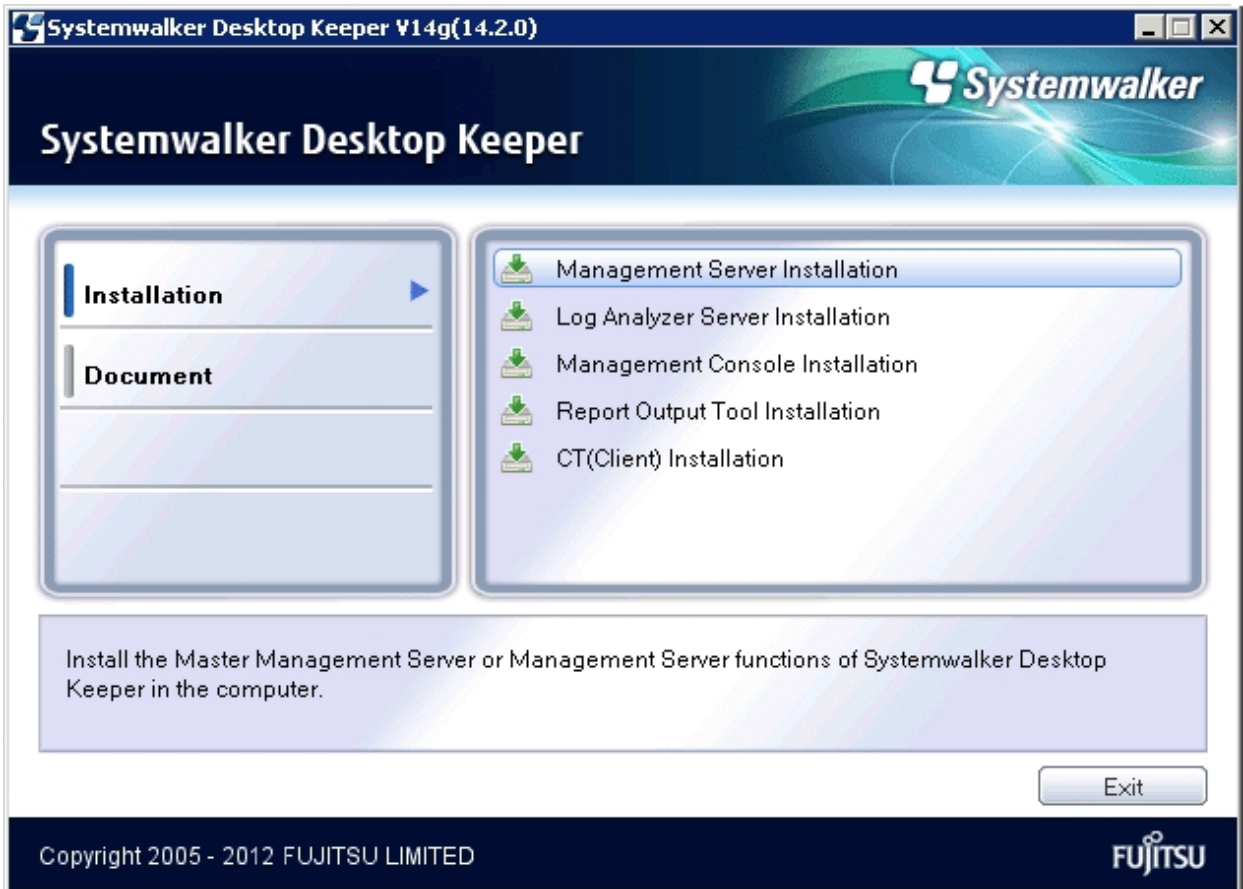 Systemwalker Desktop Keeper V14g(14.2.0)
Systemwalker
Systemwalker Desktop Keeper
Installation
Document
Management Server Installation
Log Analyzer Server Installation
Management Console Installation
Report Output Tool Installation
CT(Client) Installation
Install the Master Management Server or Management Server functions of Systemwalker Desktop
Keeper in the computer.
Exit
Copyright 2005 - 2012 FUJITSU LIMITED
FUJITSU